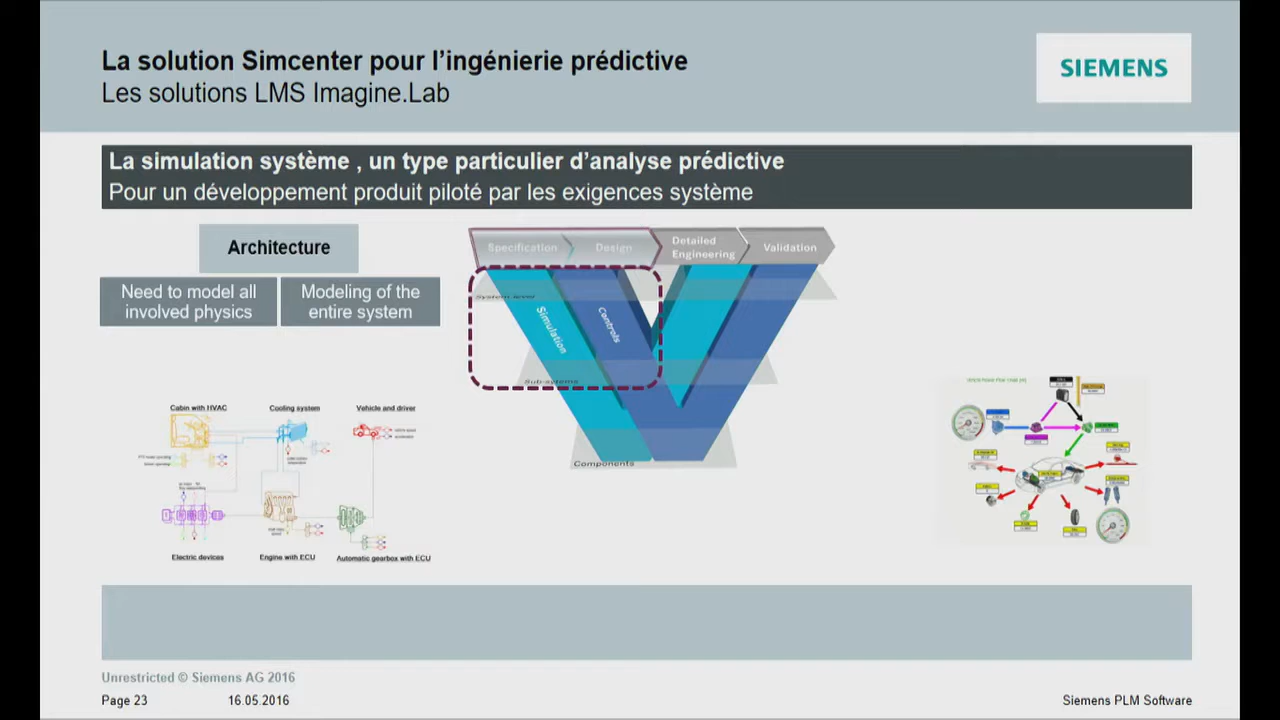 La solution Simcenter pour l'ingénierie prédictive
Les solutions LMS Imagine.Lab
SIEMENS
La simulation système , un type particulier d'analyse prédictive
Pour un développement produit piloté par les exigences système
Architecture
Need to model all
involved physics
Modeling of the
entire system
Specification
Design
Detailed
Engineering
Validation
System level
Simulation
Controls
Components
Cabin with HVAC
Cooling system
Vehicle and driver
Electric devices
Engine with ECU
Automatic gearbox with ECU
Unrestricted © Siemens AG 2016
Page 23
16.05.2016
Siemens PLM Software